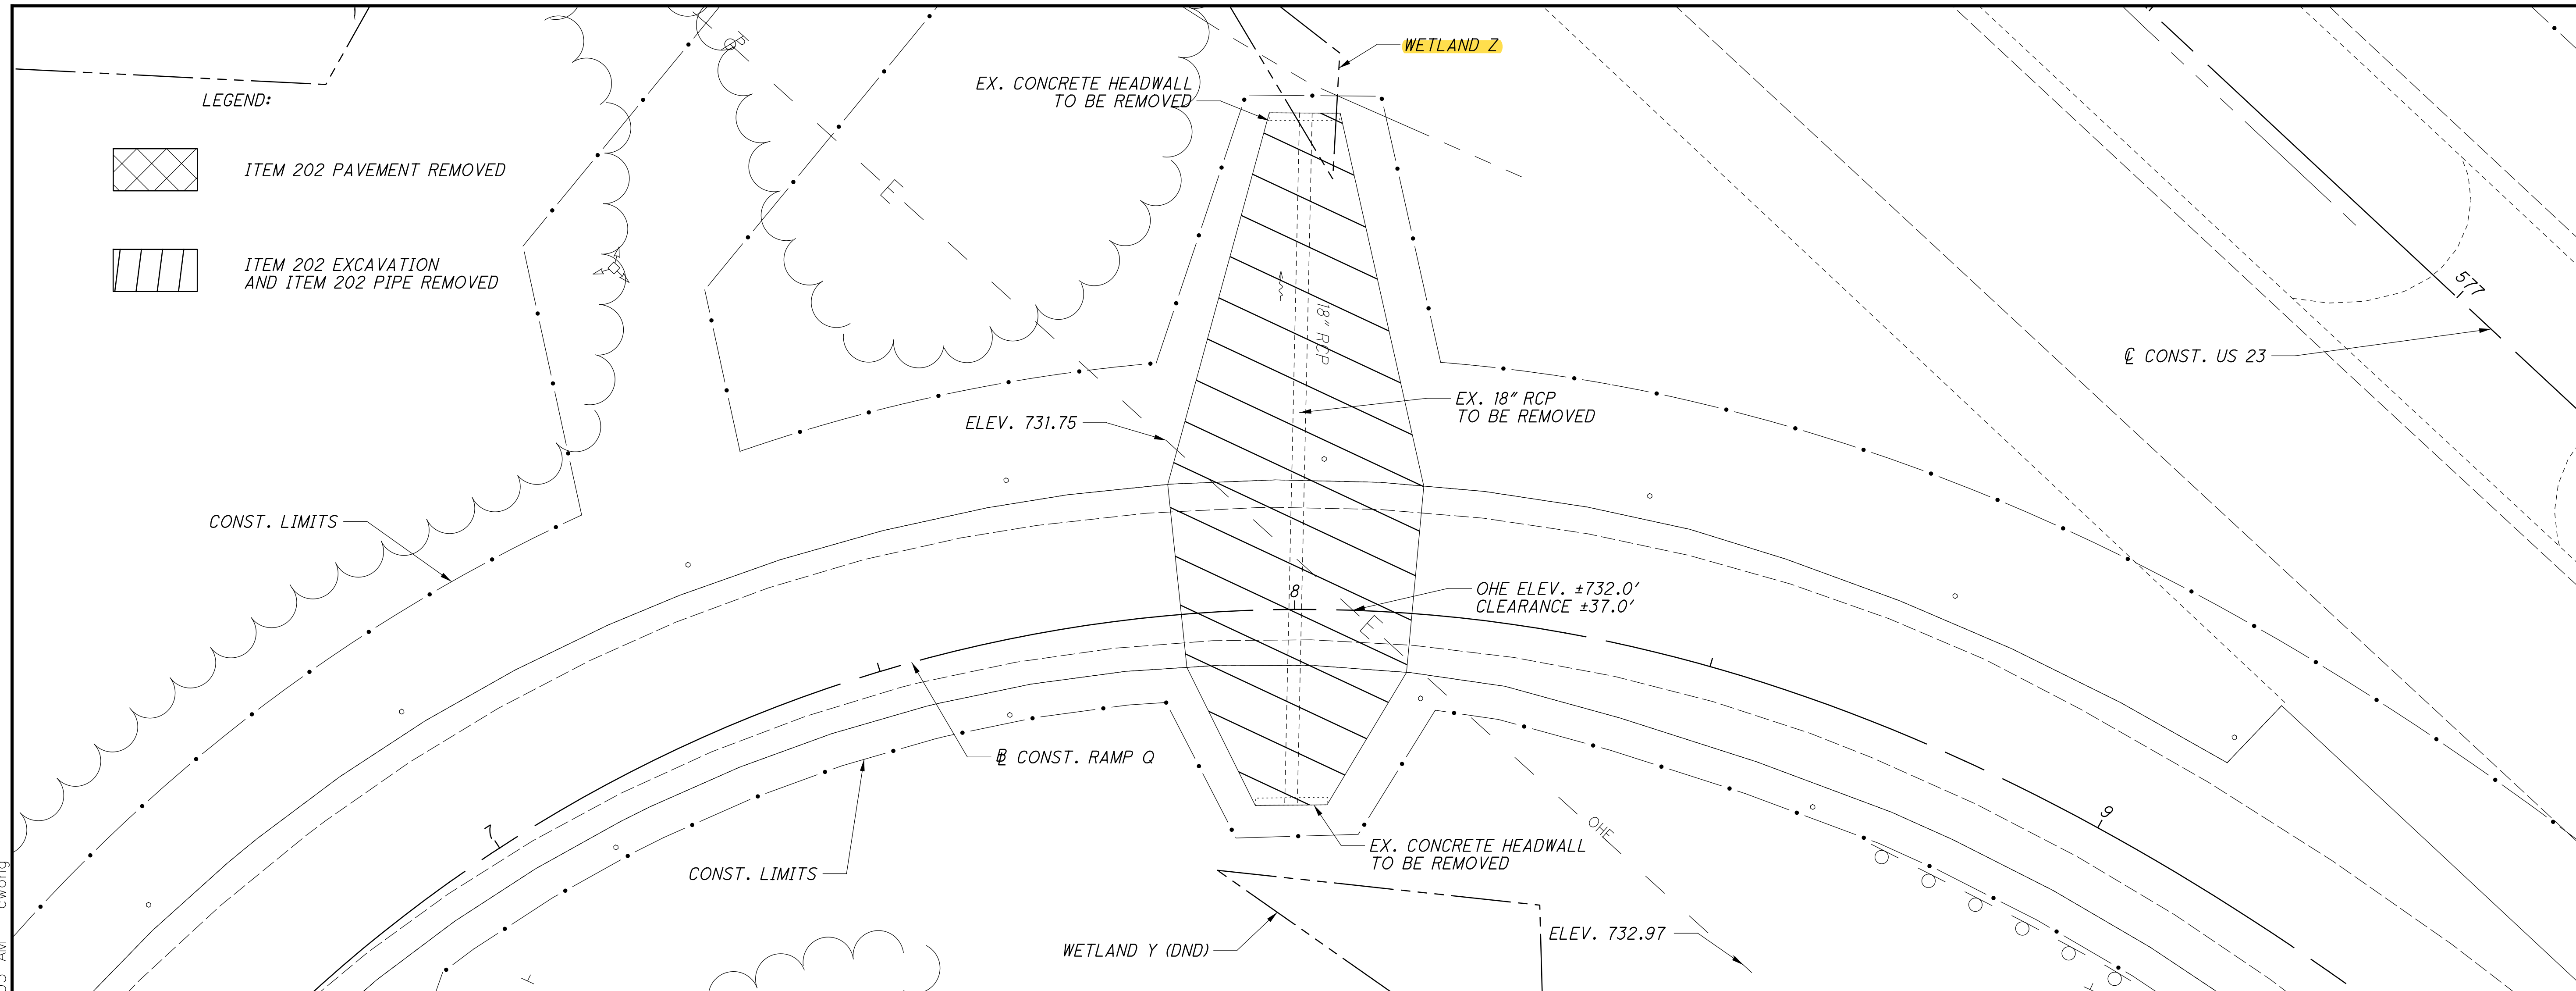 WETLAND Z
EX. CONCRETE HEADWALL
TO BE REMOVED
LEGEND:
ITEM 202 PAVEMENT REMOVED
ITEM 202 EXCAVATION
AND ITEM 202 PIPE REMOVED
E
577
18" RCP
℄ CONST. US 23
EX. 18" RCP
TO BE REMOVED
ELEV. 731.75
CONST. LIMITS
OHE ELEV. ±732.0'
CLEARANCE ±37.0'
8
E
BL CONST. RAMP Q
7
9
OHE
EX. CONCRETE HEADWALL
TO BE REMOVED
CONST. LIMITS
ELEV. 732.97
WETLAND Y (DND)
cwong
AM